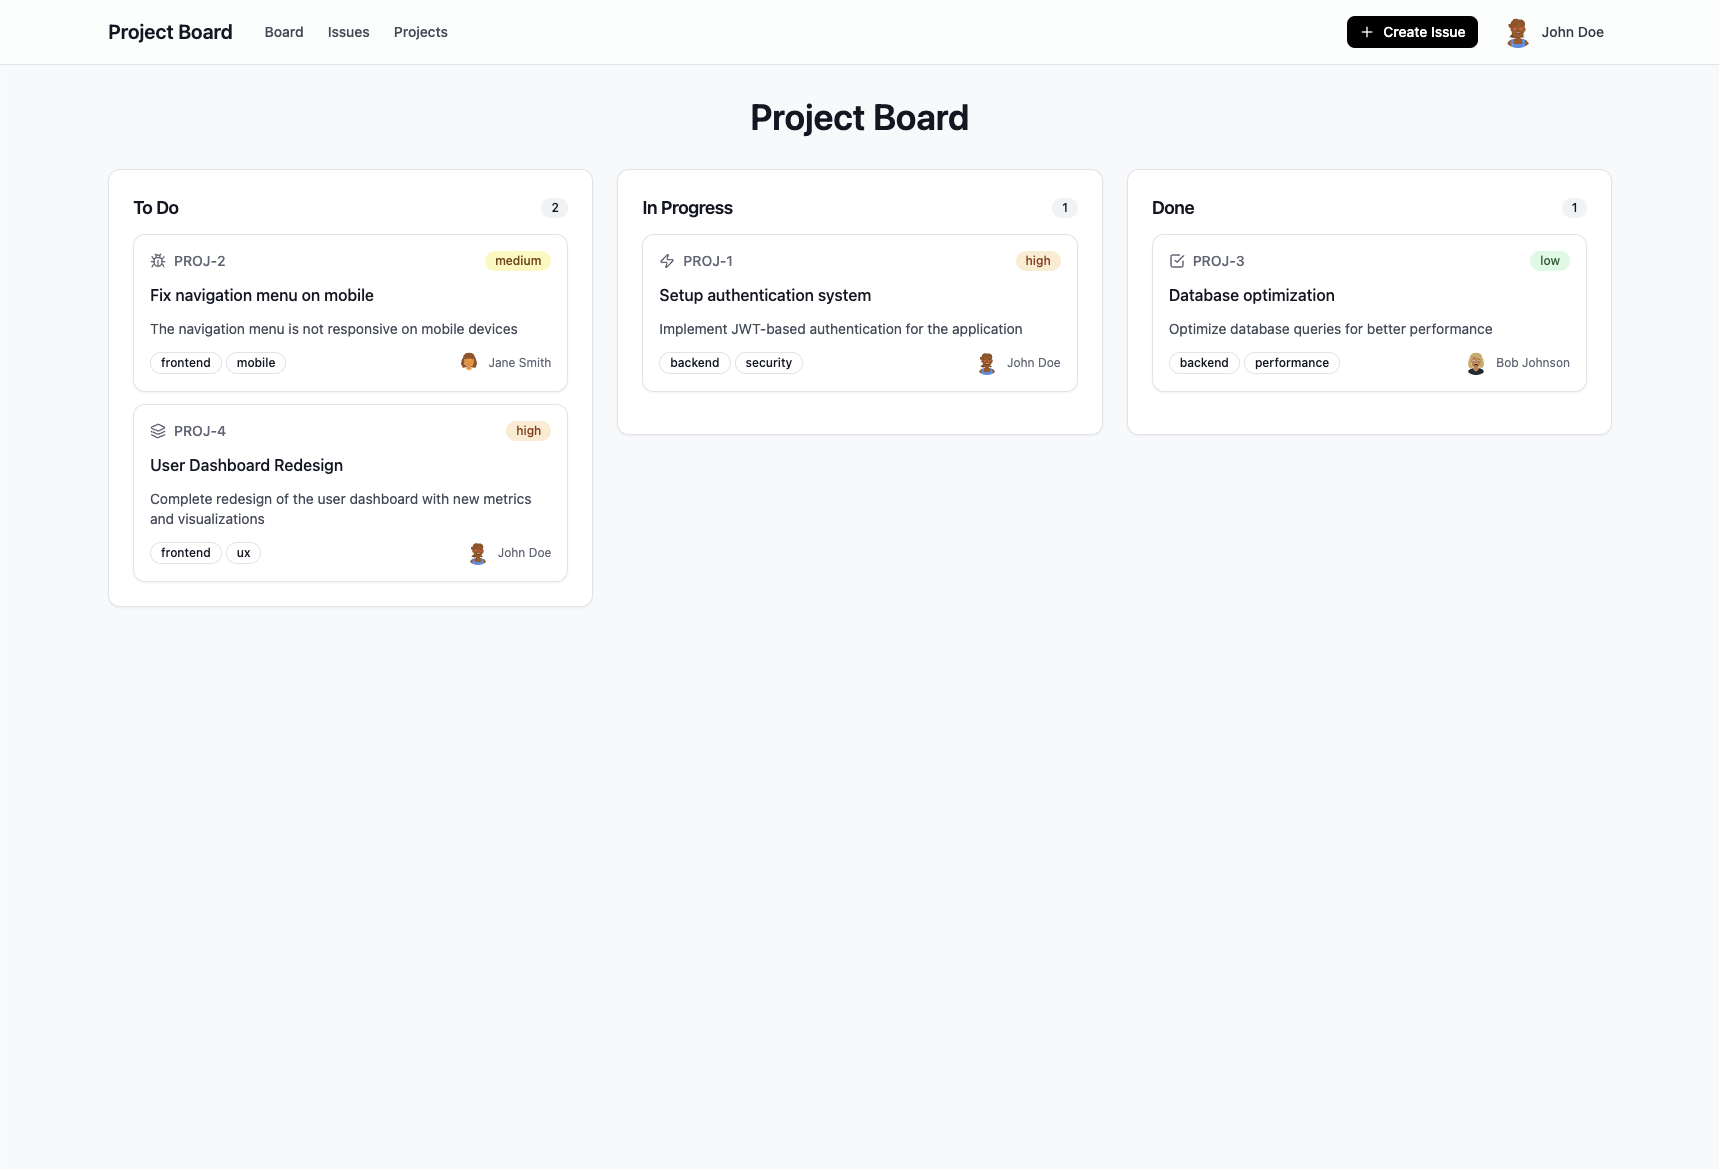 Project Board
Board
Issues
Projects
Create Issue
John Doe
Project Board
To Do
2
PROJ-2
medium
Fix navigation menu on mobile
The navigation menu is not responsive on mobile devices
frontend
mobile
Jane Smith
PROJ-4
high
User Dashboard Redesign
Complete redesign of the user dashboard with new metrics
and visualizations
frontend
ux
John Doe
In Progress
1
PROJ-1
high
Setup authentication system
Implement JWT-based authentication for the application
backend
security
John Doe
Done
1
PROJ-3
low
Database optimization
Optimize database queries for better performance
backend
performance
Bob Johnson